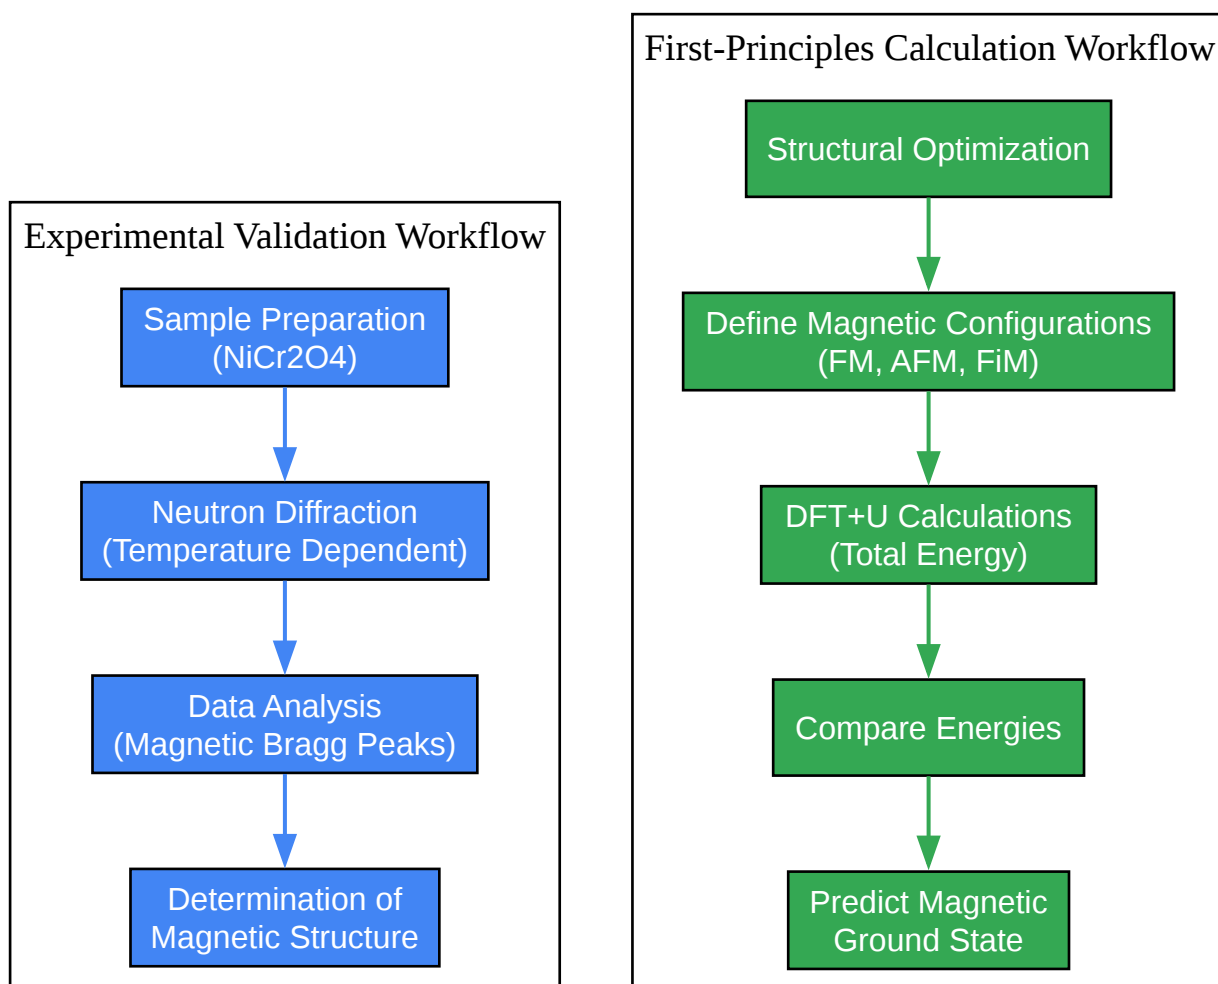 Experimental Validation Workflow
Sample Preparation
(NiCr2O4)
Neutron Diffraction
(Temperature Dependent)
Data Analysis
(Magnetic Bragg Peaks)
Determination of
Magnetic Structure
First-Principles Calculation Workflow
Structural Optimization
Define Magnetic Configurations
(FM, AFM, FiM)
DFT+U Calculations
(Total Energy)
Compare Energies
Predict Magnetic
Ground State